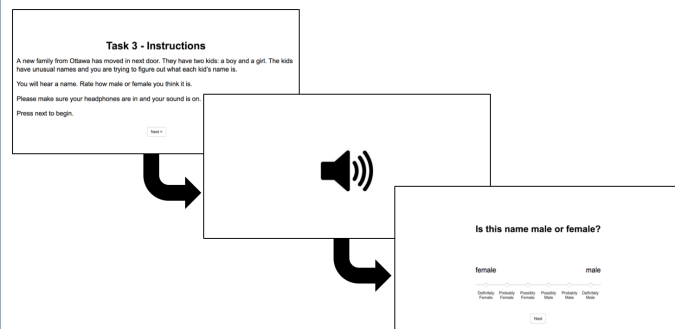 Task 3 - Instructions
A new family from Ottawa has moved in next door. They have two kids: a boy and a girl. The kids
have unusual names and you are trying to figure out what each kid's name is.
You will hear a name. Rate how male or female you think it is.
Please make sure your headphones are in and your sound is on.
Press next to begin.
Next >
Is this name male or female?
female male
Definitely Probably Possibly Possibly Probably Definitely
Female Female Female Male Male Male
Next